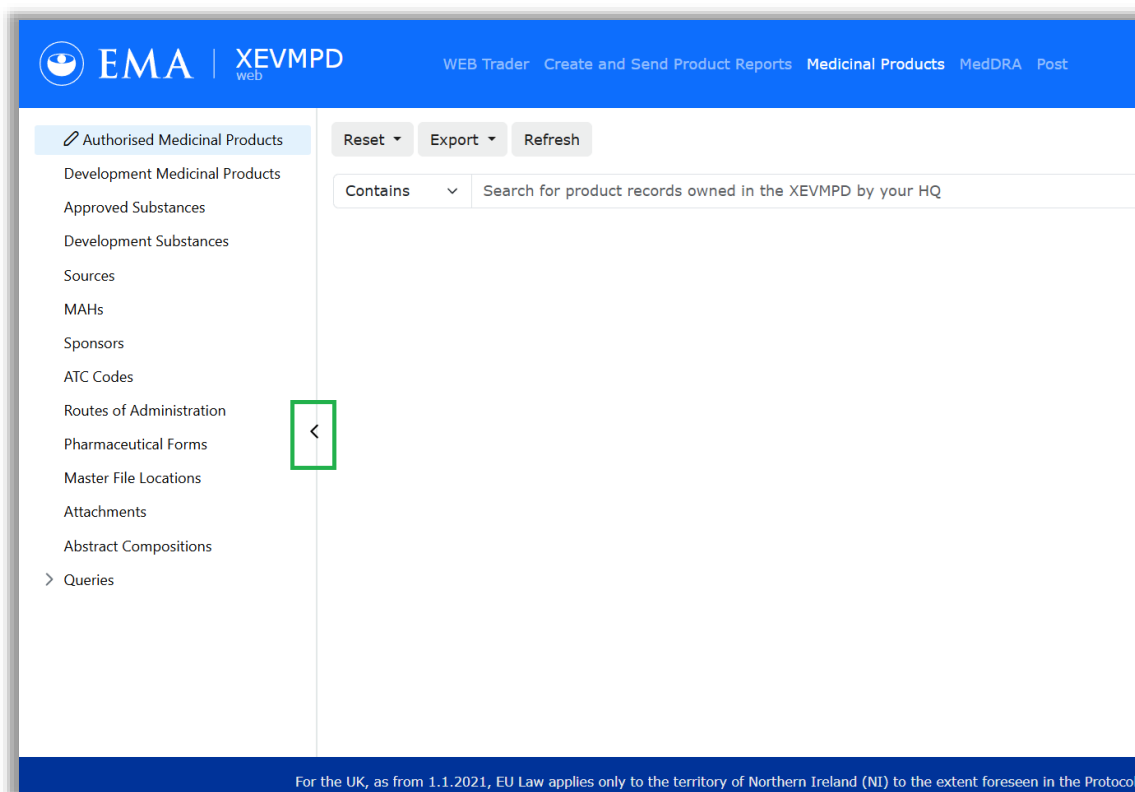 EMA | XEVMPD
web
WEB Trader Create and Send Product Reports Medicinal Products MedDRA Post
Authorised Medicinal Products
Development Medicinal Products
Approved Substances
Development Substances
Sources
MAHs
Sponsors
ATC Codes
Routes of Administration
Pharmaceutical Forms
Master File Locations
Attachments
Abstract Compositions
Queries
Reset Export Refresh
Contains Search for product records owned in the XEVMPD by your HQ
For the UK, as from 1.1.2021, EU Law applies only to the territory of Northern Ireland (NI) to the extent foreseen in the Protocol